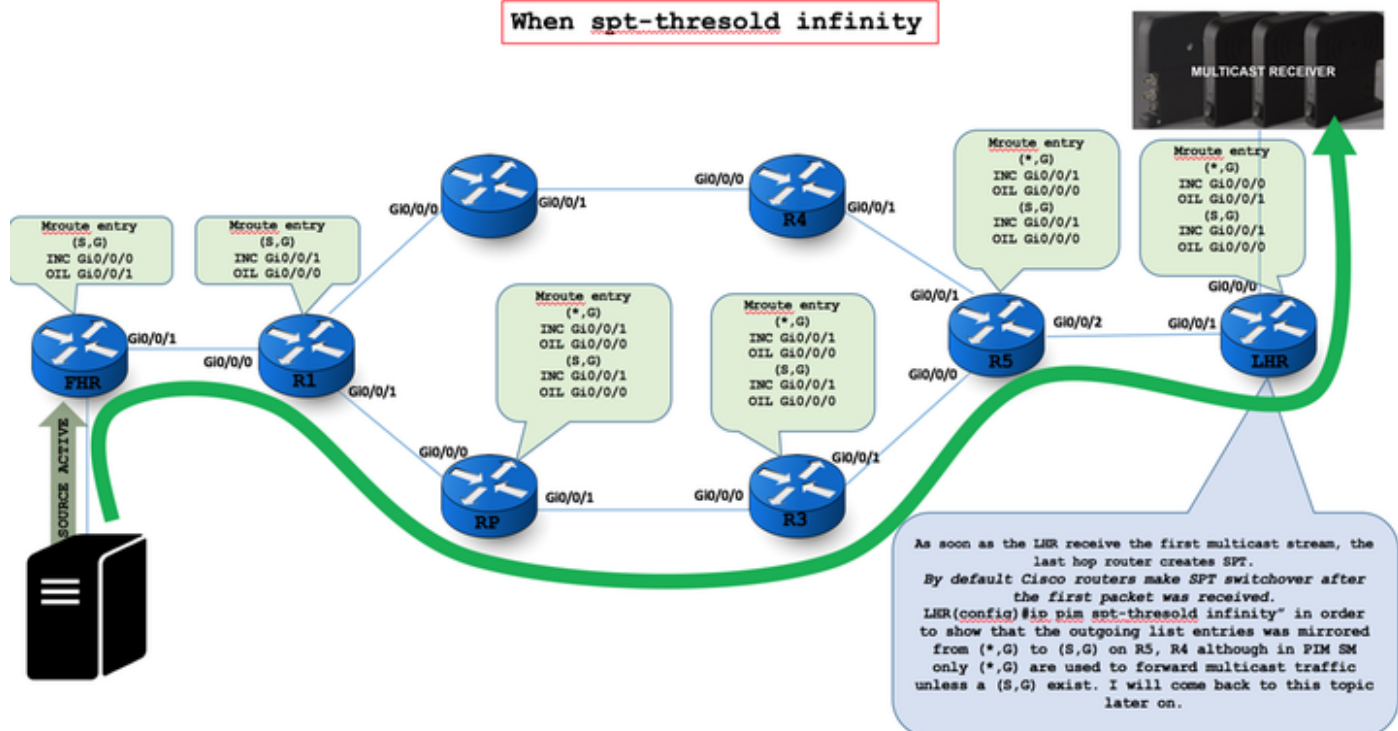 When spt-thresold infinity
MULTICAST RECEIVER
Mroute entry
(*,G)
INC Gi0/0/1
OIL Gi0/0/0
(S,G)
INC Gi0/0/1
OIL Gi0/0/0
Mroute entry
(*,G)
INC Gi0/0/0
OIL Gi0/0/1
(S,G)
INC Gi0/0/1
OIL Gi0/0/0
Gi0/0/0
Gi0/0/0
Gi0/0/1
R4
Gi0/0/1
Mroute entry
(S,G)
INC Gi0/0/0
OIL Gi0/0/1
Mroute entry
(S,G)
INC Gi0/0/1
OIL Gi0/0/0
Mroute entry
(*,G)
INC Gi0/0/1
OIL Gi0/0/0
(S,G)
INC Gi0/0/1
OIL Gi0/0/0
Mroute entry
(*,G)
INC Gi0/0/1
OIL Gi0/0/0
(S,G)
INC Gi0/0/1
OIL Gi0/0/0
Gi0/0/0
Gi0/0/1
FHR
Gi0/0/1
Gi0/0/0
R1
Gi0/0/1
R5
Gi0/0/2
Gi0/0/0
Gi0/0/1
LHR
SOURCE ACTIVE
Gi0/0/0
RP
Gi0/0/1
Gi0/0/0
R3
Gi0/0/1
As soon as the LHR receive the first multicast stream, the
last hop router creates SPT.
By default Cisco routers make SPT switchover after
the first packet was received.
LHR(config)#ip pim spt-thresold infinity" in order
to show that the outgoing list entries was mirrored
from (*,G) to (S,G) on R5, R4 although in PIM SM
only (*,G) are used to forward multicast traffic
unless a (S,G) exist. I will come back to this topic
later on.